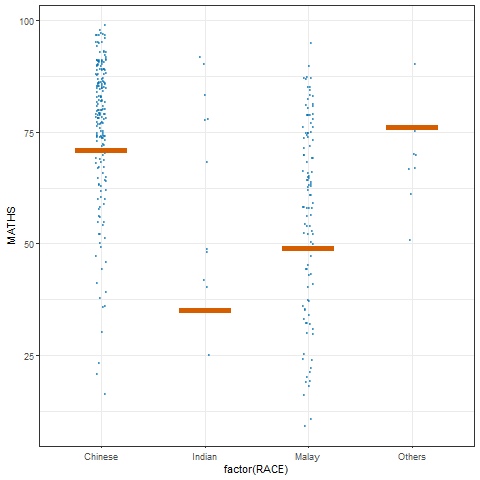 100
75
50
25
MATHS
Chinese
Indian
Malay
Others
factor(RACE)